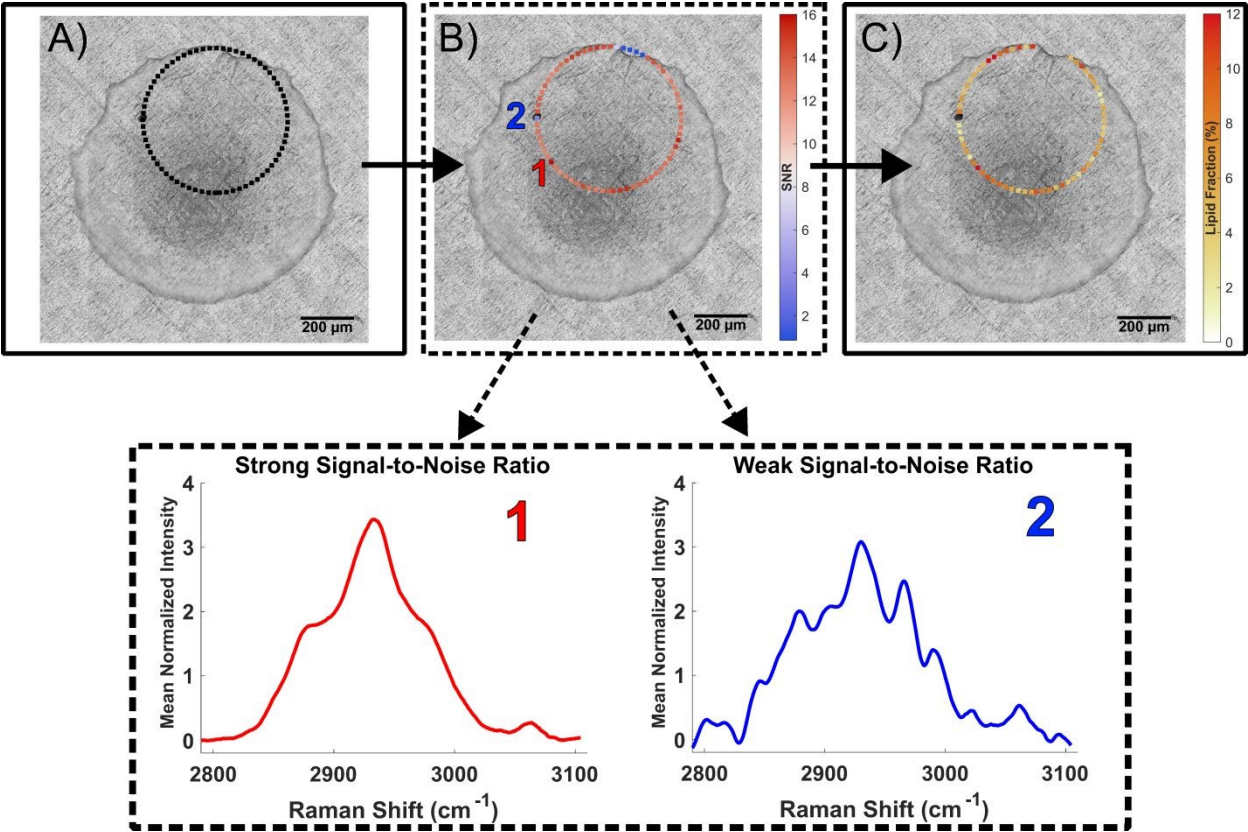 A)
200 µm
B)
2
1
200 µm
16
14
12
10
8
6
4
2
SNR
C)
200 µm
12
10
8
6
4
2
0
Lipid Fraction (%)
Strong Signal-to-Noise Ratio
1
Mean Normalized Intensity
4
3
2
1
0
2800 2900 3000 3100
Raman Shift (cm⁻¹)
Weak Signal-to-Noise Ratio
2
Mean Normalized Intensity
4
3
2
1
0
2800 2900 3000 3100
Raman Shift (cm⁻¹)